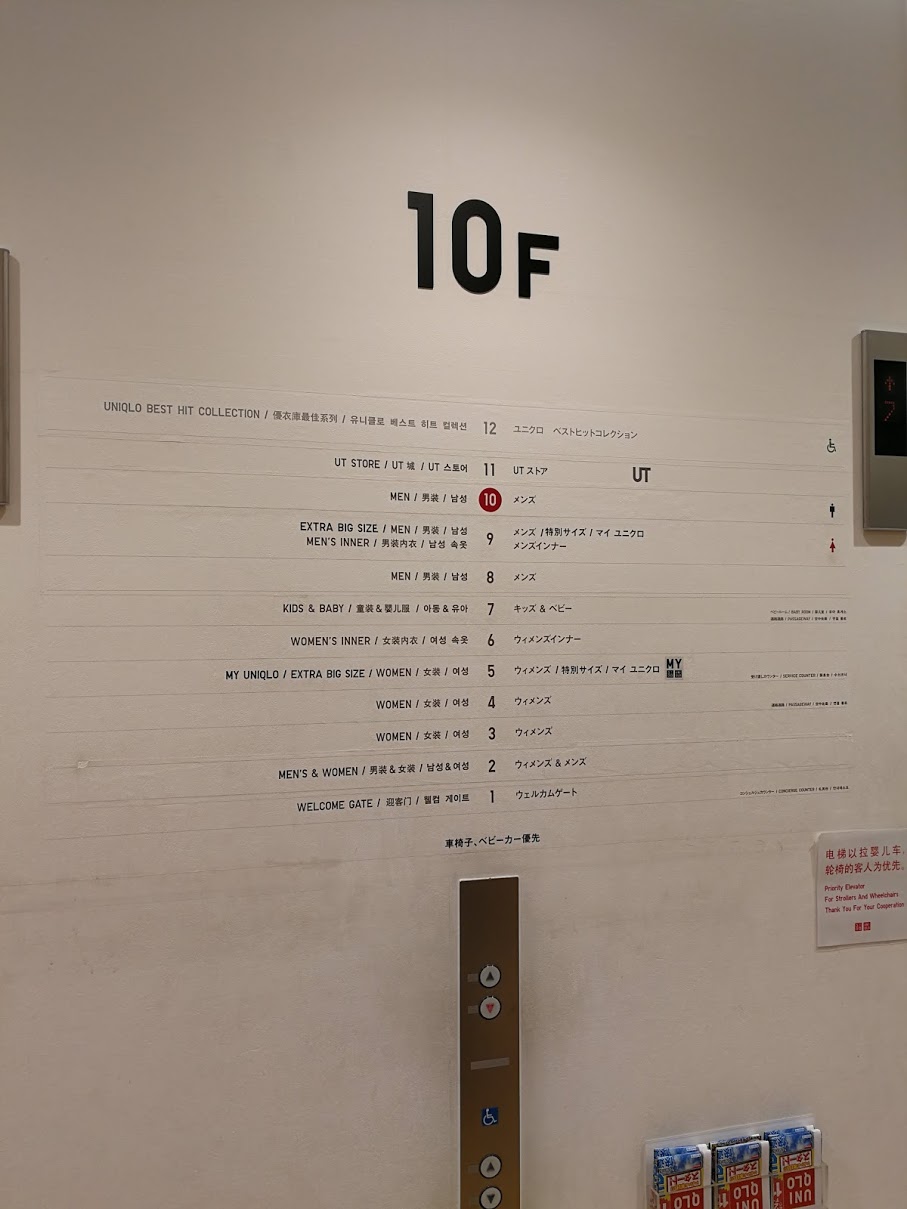 10F
UNIQLO BEST HIT COLLECTION / 優衣庫最佳系列 / 유니클로 베스트 히트 컬렉션 12 ユニクロ ベストヒットコレクション
UT STORE / UT 城 / UT 스토어 11 UT ストア UT
MEN / 男装 / 남성 10 メンズ
EXTRA BIG SIZE / MEN / 男装 / 남성 9 メンズ / 特別サイズ / マイ ユニクロ
MEN'S INNER / 男装内衣 / 남성 속옷 メンズインナー
MEN / 男装 / 남성 8 メンズ
KIDS & BABY / 童装&婴儿服 / 아동&유아 7 キッズ & ベビー
WOMEN'S INNER / 女装内衣 / 여성 속옷 6 ウィメンズインナー
MY UNIQLO / EXTRA BIG SIZE / WOMEN / 女装 / 여성 5 ウィメンズ / 特別サイズ / マイ ユニクロ MY
WOMEN / 女装 / 여성 4 ウィメンズ
WOMEN / 女装 / 여성 3 ウィメンズ
MEN'S & WOMEN / 男装&女装 / 남성&여성 2 ウィメンズ & メンズ
WELCOME GATE / 迎客门 / 웰컴 게이트 1 ウェルカムゲート
車椅子、ベビーカー優先
7
电梯以拉婴儿车,
轮椅的客人为优先。
Priority Elevator
For Strollers And Wheelchairs
Thank You For Your Cooperation
UNI
QLO